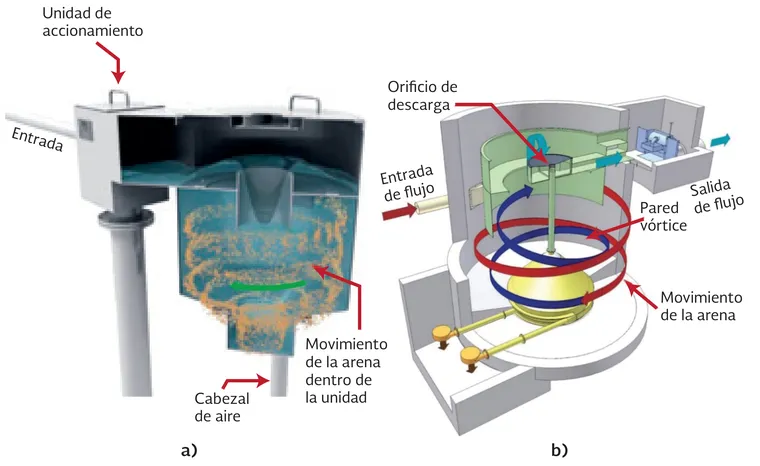 Unidad de
accionamiento
Entrada
Movimiento
de la arena
dentro de
la unidad
Cabezal
de aire
a)
Orificio de
descarga
Entrada
de flujo
Salida
de flujo
Pared
vórtice
Movimiento
de la arena
b)